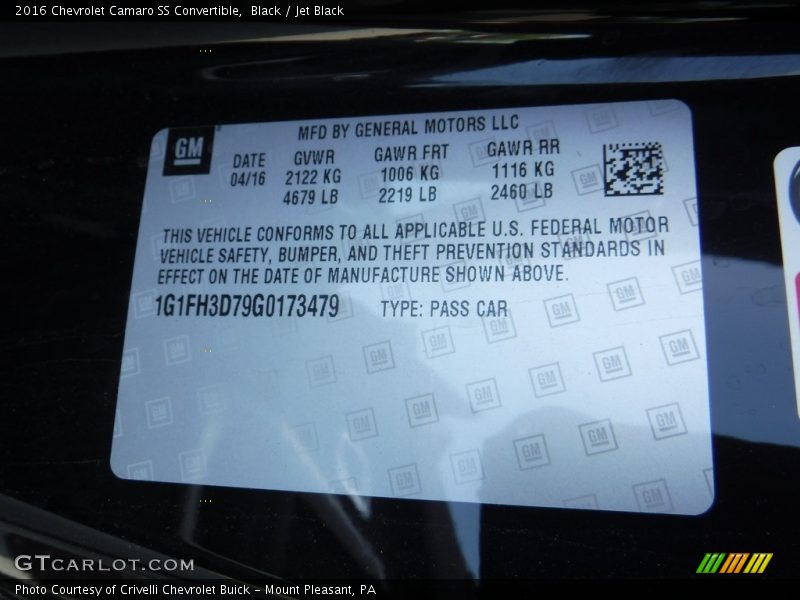 2016 Chevrolet Camaro SS Convertible,  Black / Jet Black
MFD BY GENERAL MOTORS LLC
GM
DATE GVWR GAWR FRT GAWR RR
04/16 2122 KG 1006 KG 1116 KG
4679 LB 2219 LB 2460 LB
THIS VEHICLE CONFORMS TO ALL APPLICABLE U.S. FEDERAL MOTOR
VEHICLE SAFETY, BUMPER, AND THEFT PREVENTION STANDARDS IN
EFFECT ON THE DATE OF MANUFACTURE SHOWN ABOVE.
1G1FH3D79G0173479 TYPE: PASS CAR
GTCARLOT.COM
Photo Courtesy of Crivelli Chevrolet Buick - Mount Pleasant, PA